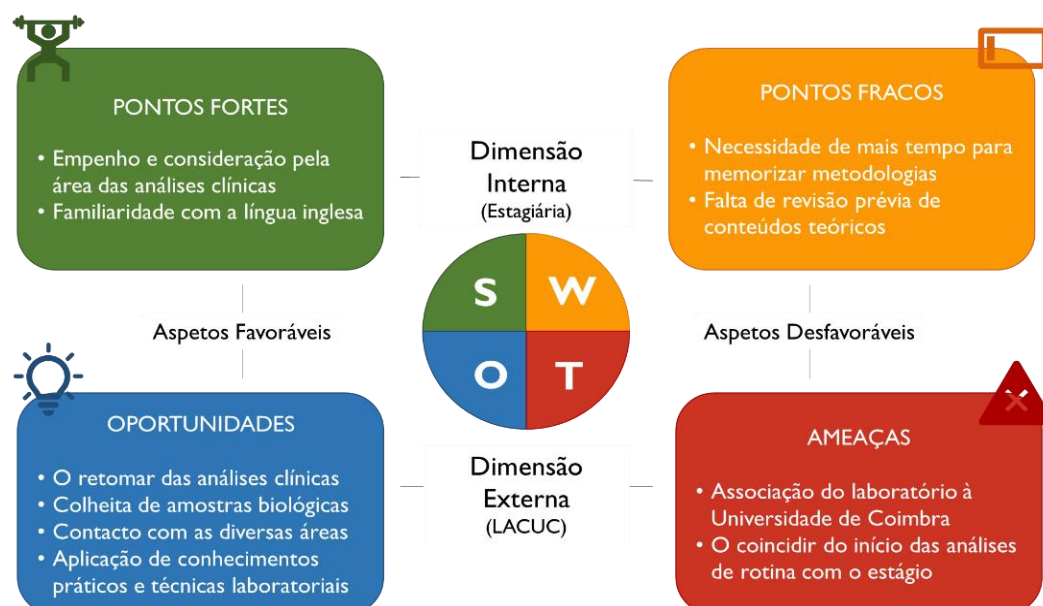 PONTOS FORTES
• Empenho e consideração pela
área das análises clínicas
• Familiaridade com a língua inglesa
Dimensão
Interna
(Estagiária)
PONTOS FRACOS
• Necessidade de mais tempo para
memorizar metodologias
• Falta de revisão prévia de
conteúdos teóricos
S W
O T
Aspetos Favoráveis
Aspetos Desfavoráveis
OPORTUNIDADES
• O retomar das análises clínicas
• Colheita de amostras biológicas
• Contacto com as diversas áreas
• Aplicação de conhecimentos
práticos e técnicas laboratoriais
Dimensão
Externa
(LACUC)
AMEAÇAS
• Associação do laboratório à
Universidade de Coimbra
• O coincidir do início das análises
de rotina com o estágio